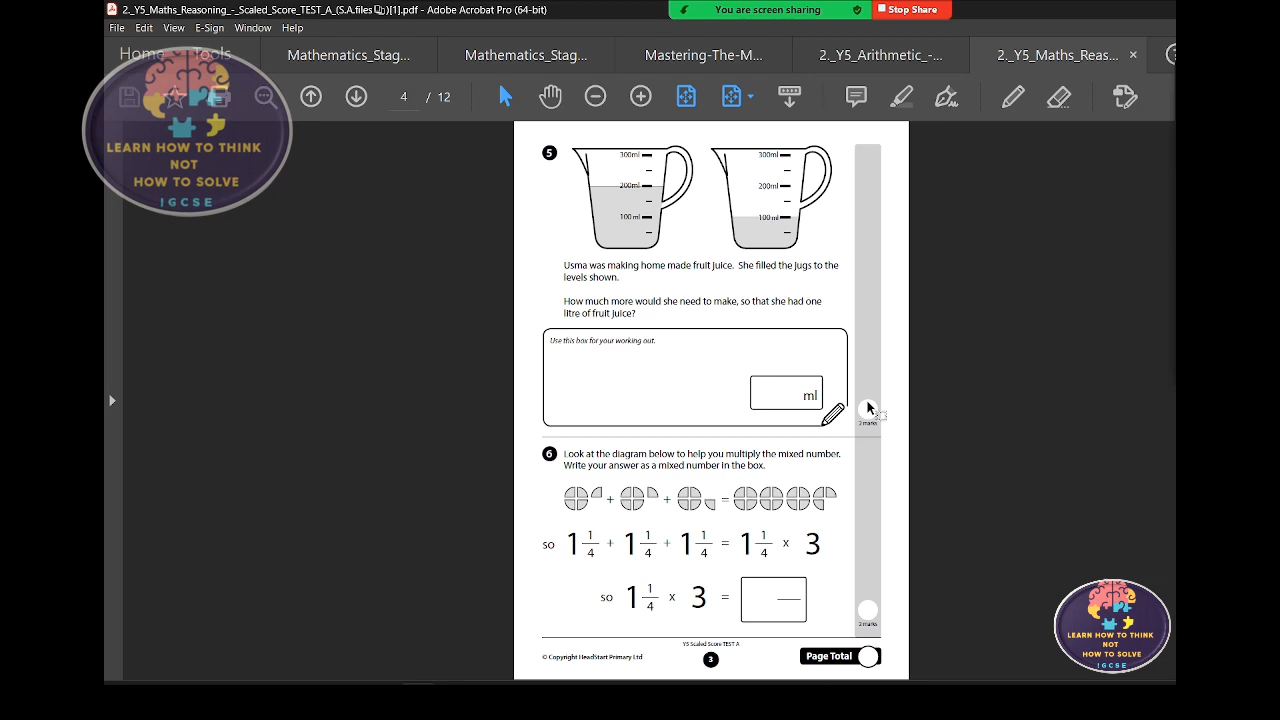 2._Y5_Maths_Reasoning_-_Scaled_Score_TEST_A_(S.A.files)[1].pdf - Adobe Acrobat Pro (64-bit)
You are screen sharing
Stop Share
File Edit View E-Sign Window Help
Home Tools Mathematics_Stag... Mathematics_Stag... Mastering-The-M... 2._Y5_Arithmetic_-... 2._Y5_Maths_Reas... ×
4 / 12
LEARN HOW TO THINK
NOT
HOW TO SOLVE
IGCSE
5
300ml 300ml
200ml 200ml
100ml 100ml
Usma was making home made fruit juice. She filled the jugs to the
levels shown.
How much more would she need to make, so that she had one
litre of fruit juice?
Use this box for your working out.
ml
2 marks
6 Look at the diagram below to help you multiply the mixed number.
Write your answer as a mixed number in the box.
+ + =
so 1 1/4 + 1 1/4 + 1 1/4 = 1 1/4 x 3
so 1 1/4 x 3 =
2 marks
Y5 Scaled Score TEST A
© Copyright HeadStart Primary Ltd
3
Page Total
LEARN HOW TO THINK
NOT
HOW TO SOLVE
IGCSE